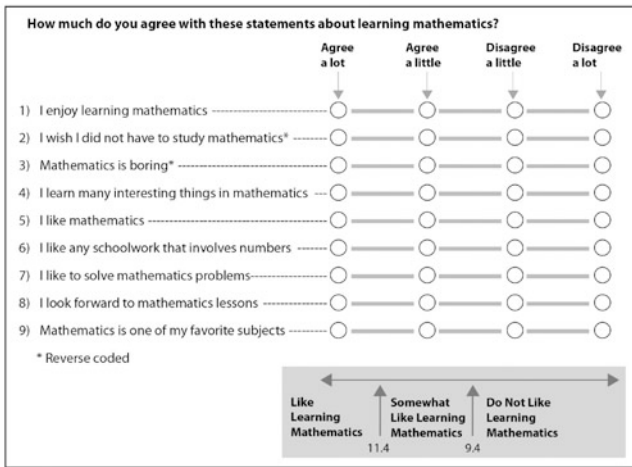 How much do you agree with these statements about learning mathematics?
Agree a lot
Agree a little
Disagree a little
Disagree a lot
1) I enjoy learning mathematics
2) I wish I did not have to study mathematics*
3) Mathematics is boring*
4) I learn many interesting things in mathematics
5) I like mathematics
6) I like any schoolwork that involves numbers
7) I like to solve mathematics problems
8) I look forward to mathematics lessons
9) Mathematics is one of my favorite subjects
* Reverse coded
Like
Learning
Mathematics
11.4
Somewhat
Like Learning
Mathematics
9.4
Do Not Like
Learning
Mathematics